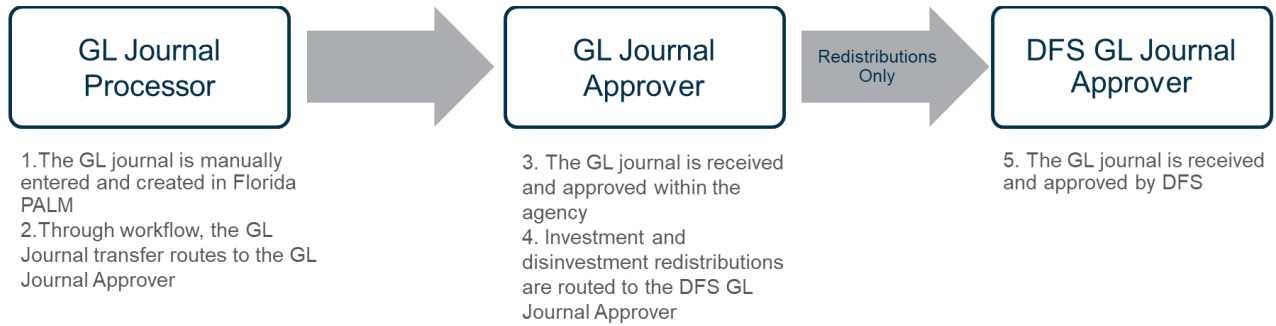 GL Journal
Processor
GL Journal
Approver
Redistributions
Only
DFS GL Journal
Approver
1.The GL journal is manually
entered and created in Florida
PALM
2.Through workflow, the GL
Journal transfer routes to the GL
Journal Approver
3. The GL journal is received
and approved within the
agency
4. Investment and
disinvestment redistributions
are routed to the DFS GL
Journal Approver
5. The GL journal is received
and approved by DFS